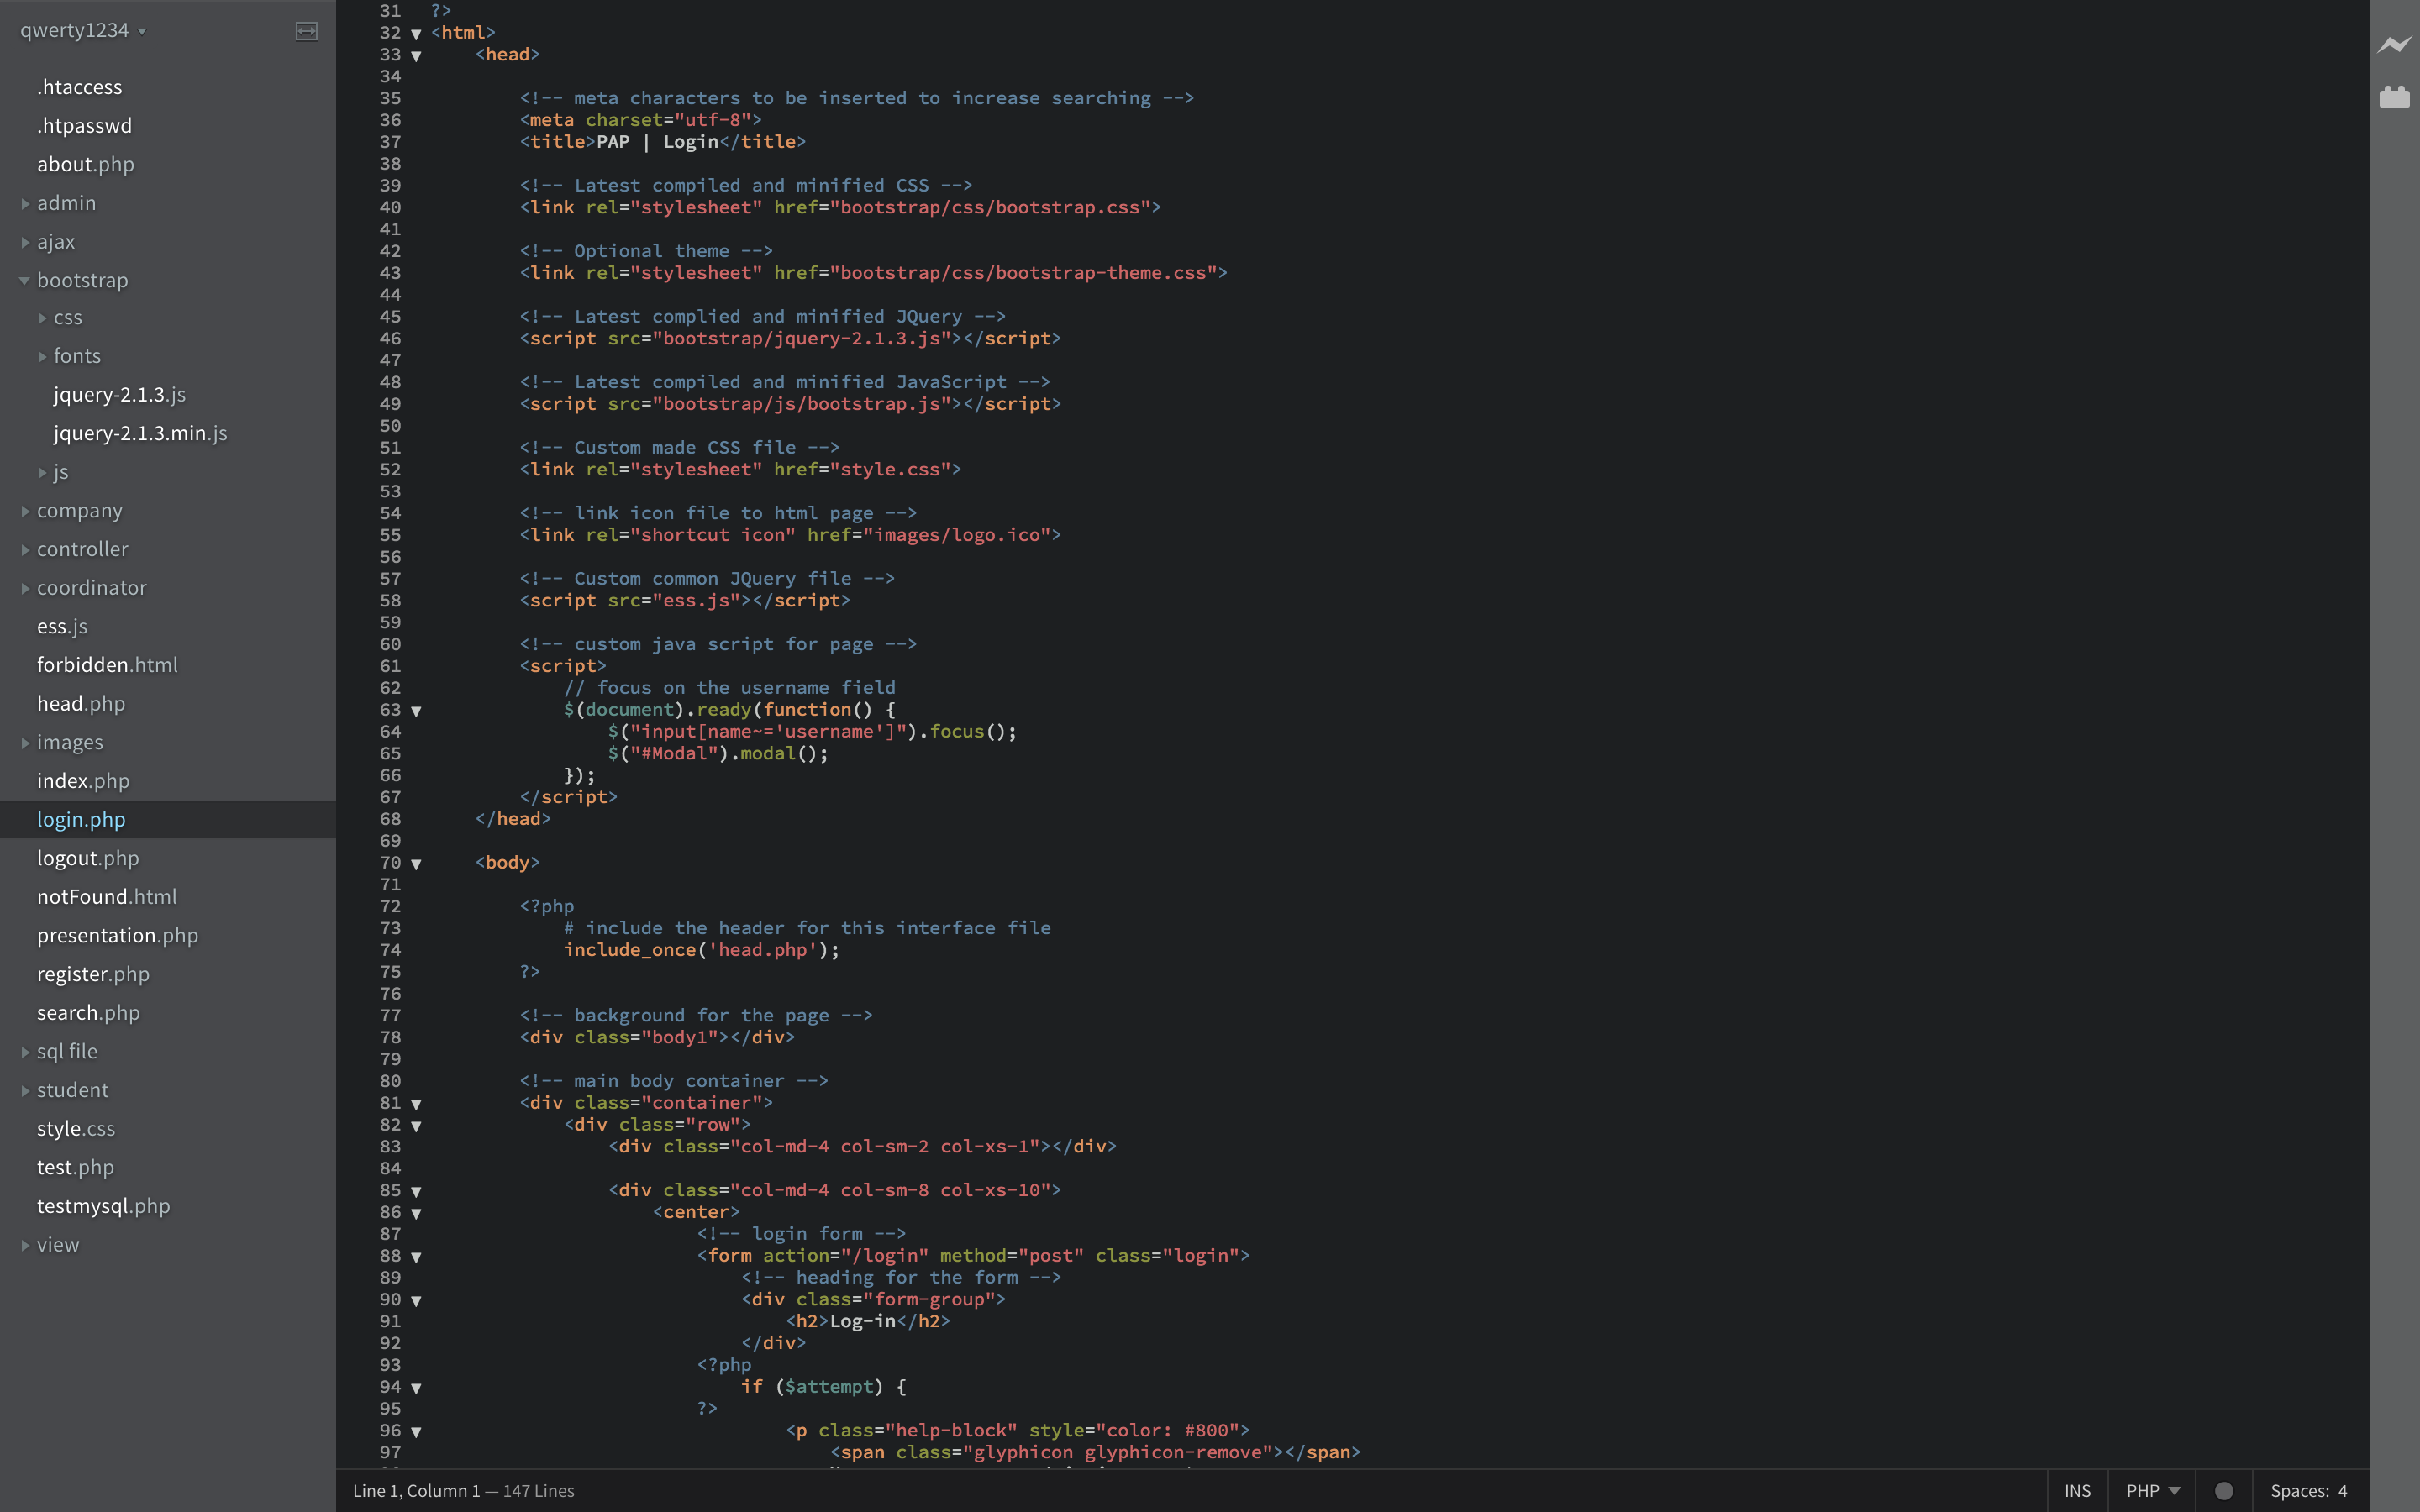 qwerty1234
.htaccess
.htpasswd
about.php
admin
ajax
bootstrap
css
fonts
jquery-2.1.3.js
jquery-2.1.3.min.js
js
company
controller
coordinator
ess.js
forbidden.html
head.php
images
index.php
login.php
logout.php
notFound.html
presentation.php
register.php
search.php
sql file
student
style.css
test.php
testmysql.php
view
31 ?>
32 <html>
33 <head>
34
35 <!-- meta characters to be inserted to increase searching -->
36 <meta charset="utf-8">
37 <title>PAP | Login</title>
38
39 <!-- Latest compiled and minified CSS -->
40 <link rel="stylesheet" href="bootstrap/css/bootstrap.css">
41
42 <!-- Optional theme -->
43 <link rel="stylesheet" href="bootstrap/css/bootstrap-theme.css">
44
45 <!-- Latest complied and minified JQuery -->
46 <script src="bootstrap/jquery-2.1.3.js"></script>
47
48 <!-- Latest compiled and minified JavaScript -->
49 <script src="bootstrap/js/bootstrap.js"></script>
50
51 <!-- Custom made CSS file -->
52 <link rel="stylesheet" href="style.css">
53
54 <!-- link icon file to html page -->
55 <link rel="shortcut icon" href="images/logo.ico">
56
57 <!-- Custom common JQuery file -->
58 <script src="ess.js"></script>
59
60 <!-- custom java script for page -->
61 <script>
62 // focus on the username field
63 $(document).ready(function() {
64 $("input[name~='username']").focus();
65 $("#Modal").modal();
66 });
67 </script>
68 </head>
69
70 <body>
71
72 <?php
73 # include the header for this interface file
74 include_once('head.php');
75 ?>
76
77 <!-- background for the page -->
78 <div class="body1"></div>
79
80 <!-- main body container -->
81 <div class="container">
82 <div class="row">
83 <div class="col-md-4 col-sm-2 col-xs-1"></div>
84
85 <div class="col-md-4 col-sm-8 col-xs-10">
86 <center>
87 <!-- login form -->
88 <form action="/login" method="post" class="login">
89 <!-- heading for the form -->
90 <div class="form-group">
91 <h2>Log-in</h2>
92 </div>
93 <?php
94 if ($attempt) {
95 ?>
96 <p class="help-block" style="color: #800">
97 <span class="glyphicon glyphicon-remove"></span>
Line 1, Column 1 — 147 Lines
INS
PHP
Spaces: 4